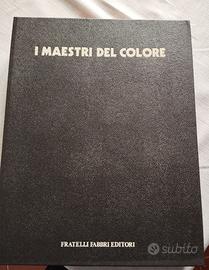 I MAESTRI DEL COLORE
FRATELLI FABBRI EDITORI
subito